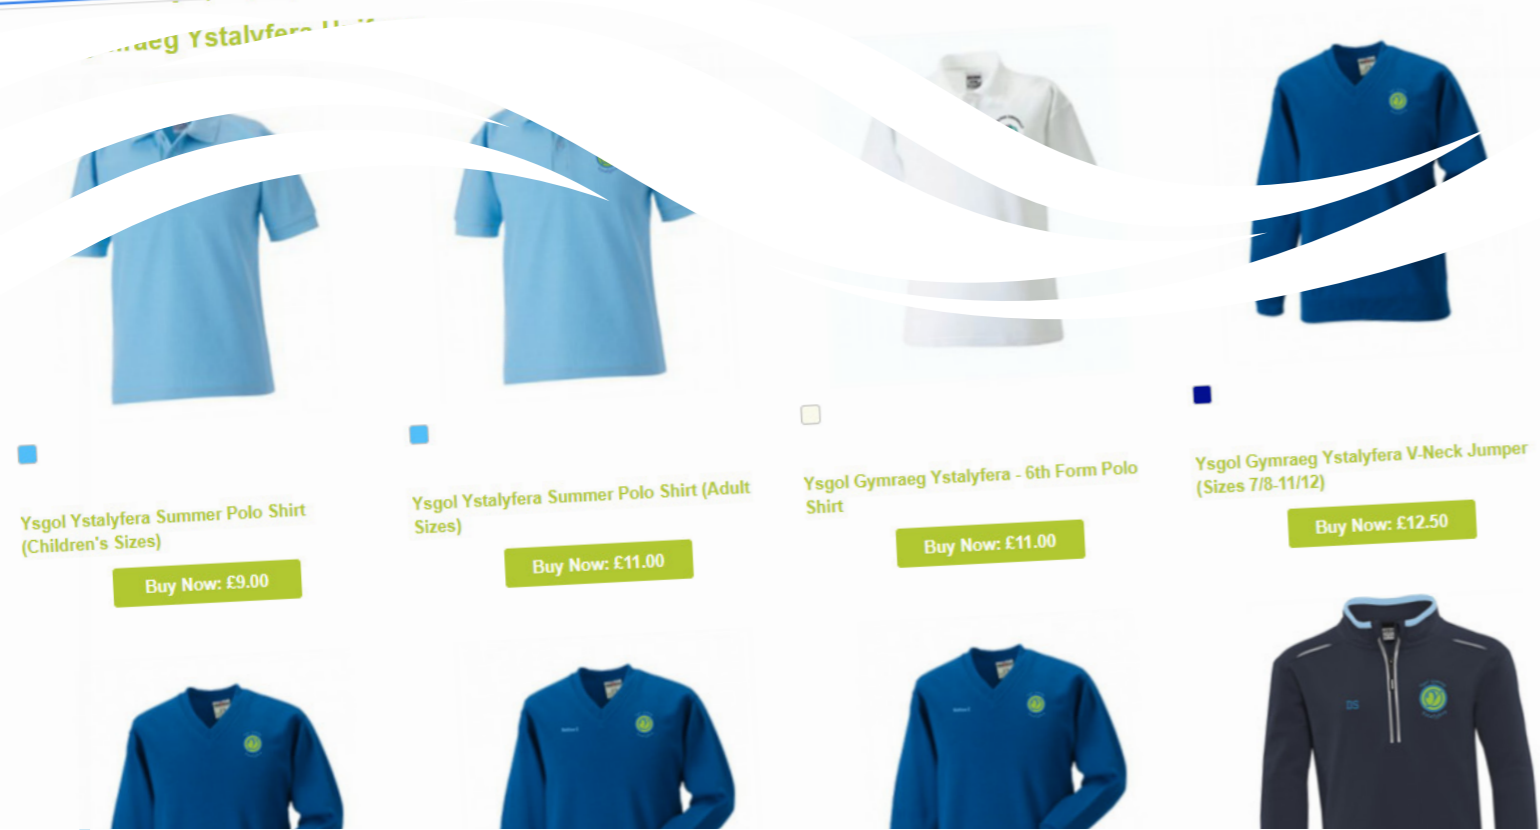 Ystalyfera
Ysgol Ystalyfera Summer Polo Shirt
(Children's Sizes)
Buy Now: £9.00
Ysgol Ystalyfera Summer Polo Shirt (Adult
Sizes)
Buy Now: £11.00
Ysgol Gymraeg Ystalyfera - 6th Form Polo
Shirt
Buy Now: £11.00
Ysgol Gymraeg Ystalyfera V-Neck Jumper
(Sizes 7/8-11/12)
Buy Now: £12.50
DS